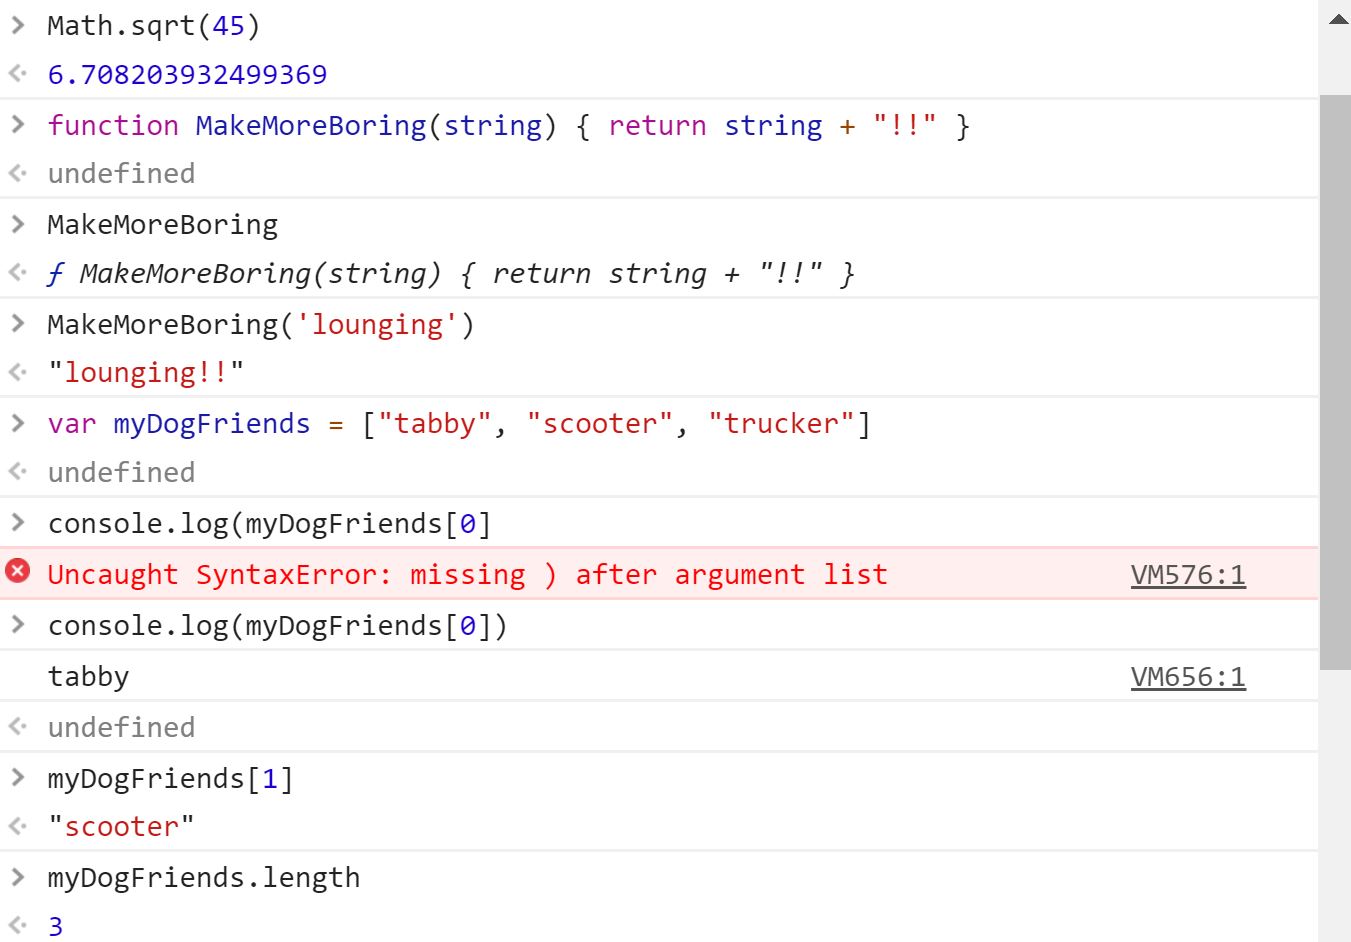 Math.sqrt(45)
6.708203932499369
function MakeMoreBoring(string) { return string + "!!" }
undefined
MakeMoreBoring
ƒ MakeMoreBoring(string) { return string + "!!" }
MakeMoreBoring('lounging')
"lounging!!"
var myDogFriends = ["tabby", "scooter", "trucker"]
undefined
console.log(myDogFriends[0]
Uncaught SyntaxError: missing ) after argument list VM576:1
console.log(myDogFriends[0])
tabby VM656:1
undefined
myDogFriends[1]
"scooter"
myDogFriends.length
3